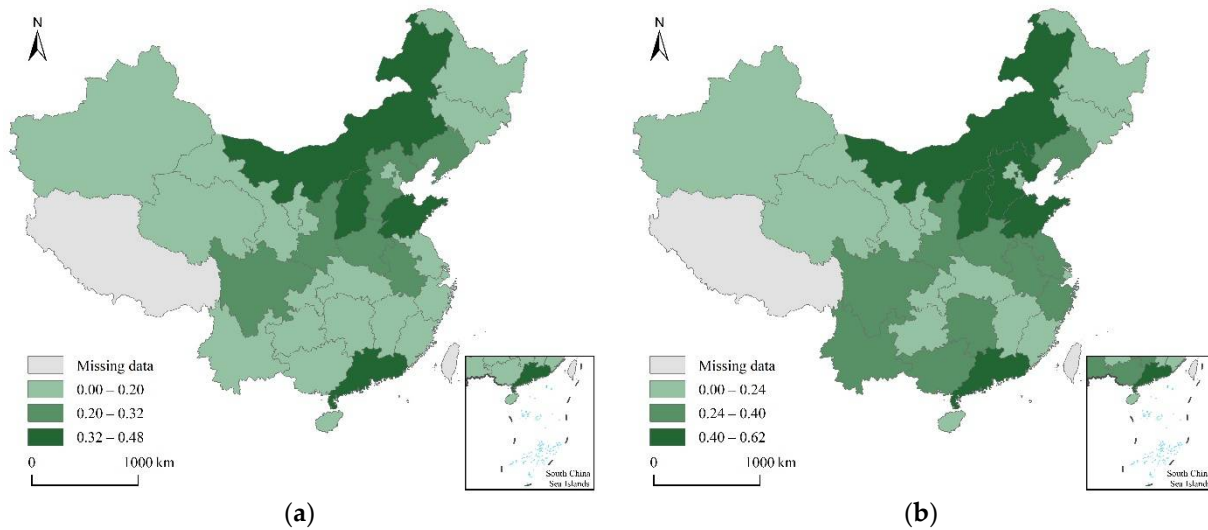 N
Missing data
0.00 – 0.20
0.20 – 0.32
0.32 – 0.48
0
1000 km
South China
Sea Islands
(a)
N
Missing data
0.00 – 0.24
0.24 – 0.40
0.40 – 0.62
0
1000 km
South China
Sea Islands
(b)